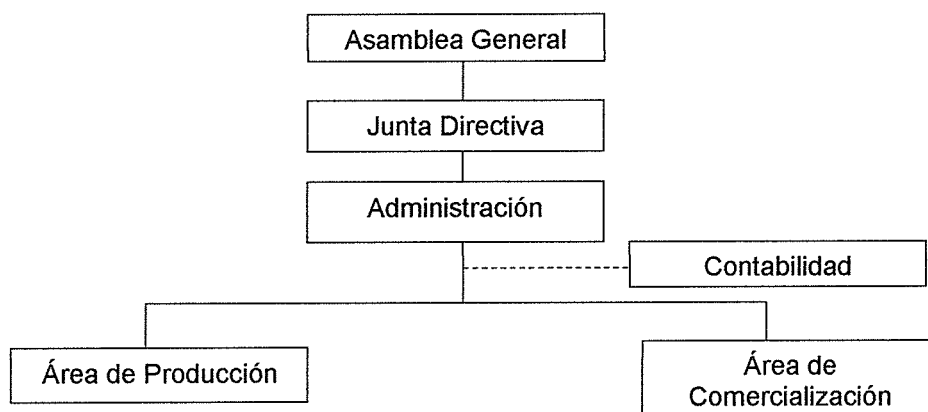 Asamblea General
Junta Directiva
Administración
Contabilidad
Área de Producción
Área de
Comercialización